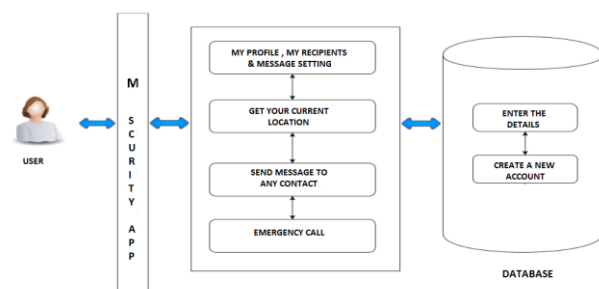 MY PROFILE , MY RECIPIENTS
& MESSAGE SETTING
GET YOUR CURRENT
LOCATION
SEND MESSAGE TO
ANY CONTACT
EMERGENCY CALL
USER
M
S
C
U
R
I
T
Y
A
P
P
ENTER THE
DETAILS
CREATE A NEW
ACCOUNT
DATABASE